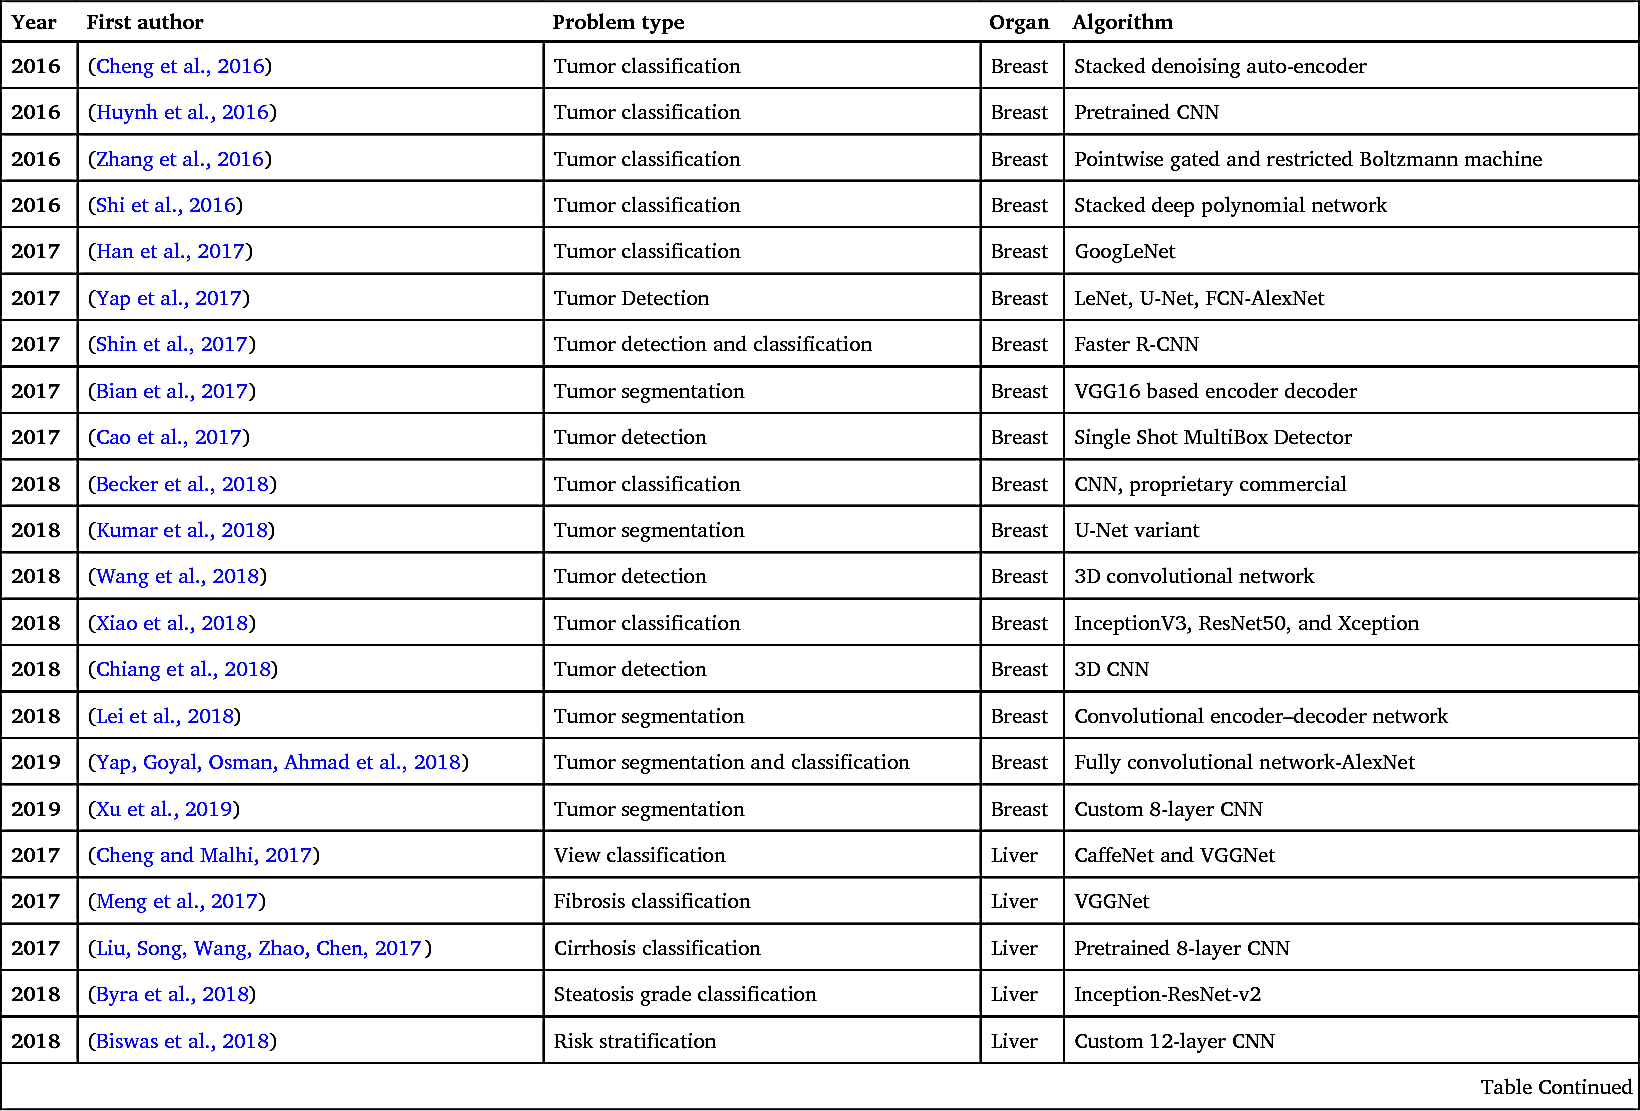 Year First author Problem type Organ Algorithm
2016 (Cheng et al., 2016) Tumor classification Breast Stacked denoising auto-encoder
2016 (Huynh et al., 2016) Tumor classification Breast Pretrained CNN
2016 (Zhang et al., 2016) Tumor classification Breast Pointwise gated and restricted Boltzmann machine
2016 (Shi et al., 2016) Tumor classification Breast Stacked deep polynomial network
2017 (Han et al., 2017) Tumor classification Breast GoogLeNet
2017 (Yap et al., 2017) Tumor Detection Breast LeNet, U-Net, FCN-AlexNet
2017 (Shin et al., 2017) Tumor detection and classification Breast Faster R-CNN
2017 (Bian et al., 2017) Tumor segmentation Breast VGG16 based encoder decoder
2017 (Cao et al., 2017) Tumor detection Breast Single Shot MultiBox Detector
2018 (Becker et al., 2018) Tumor classification Breast CNN, proprietary commercial
2018 (Kumar et al., 2018) Tumor segmentation Breast U-Net variant
2018 (Wang et al., 2018) Tumor detection Breast 3D convolutional network
2018 (Xiao et al., 2018) Tumor classification Breast InceptionV3, ResNet50, and Xception
2018 (Chiang et al., 2018) Tumor detection Breast 3D CNN
2018 (Lei et al., 2018) Tumor segmentation Breast Convolutional encoder–decoder network
2019 (Yap, Goyal, Osman, Ahmad et al., 2018) Tumor segmentation and classification Breast Fully convolutional network-AlexNet
2019 (Xu et al., 2019) Tumor segmentation Breast Custom 8-layer CNN
2017 (Cheng and Malhi, 2017) View classification Liver CaffeNet and VGGNet
2017 (Meng et al., 2017) Fibrosis classification Liver VGGNet
2017 (Liu, Song, Wang, Zhao, Chen, 2017) Cirrhosis classification Liver Pretrained 8-layer CNN
2018 (Byra et al., 2018) Steatosis grade classification Liver Inception-ResNet-v2
2018 (Biswas et al., 2018) Risk stratification Liver Custom 12-layer CNN
Table Continued